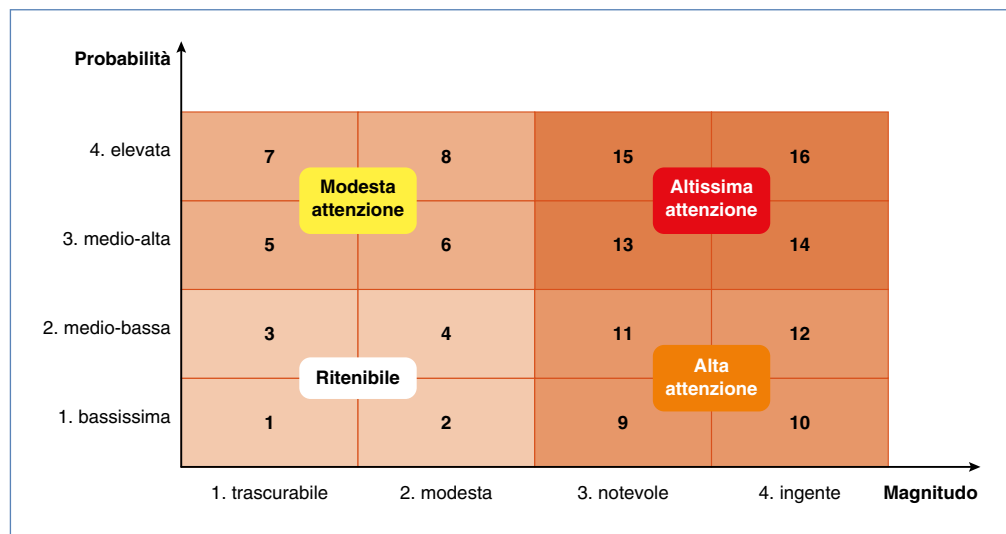 Probabilità
4. elevata
7
8
15
16
Modesta
attenzione
Altissima
attenzione
3. medio-alta
5
6
13
14
2. medio-bassa
3
4
11
12
Ritenibile
Alta
attenzione
1. bassissima
1
2
9
10
1. trascurabile
2. modesta
3. notevole
4. ingente
Magnitudo